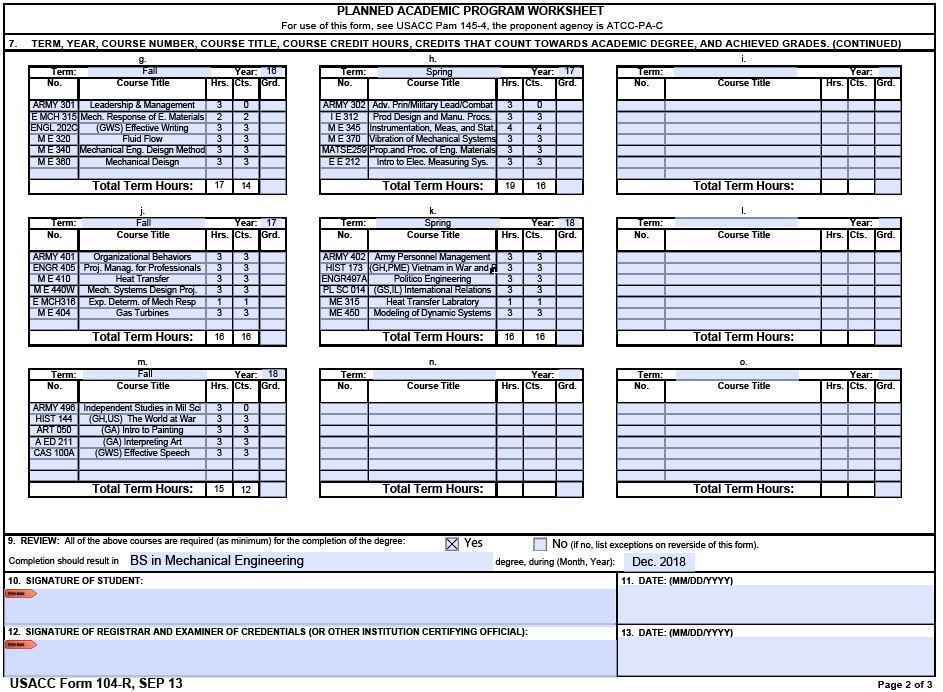 PLANNED ACADEMIC PROGRAM WORKSHEET
For use of this form, see USACC Pam 145-4, the proponent agency is ATCC-PA-C
7. TERM, YEAR, COURSE NUMBER, COURSE TITLE, COURSE CREDIT HOURS, CREDITS THAT COUNT TOWARDS ACADEMIC DEGREE, AND ACHIEVED GRADES. (CONTINUED)
g.
Term: Fall Year: 16
No. Course Title Hrs. Cts. Grd.
ARMY 301 Leadership & Management 3 0
E MCH 315 Mech. Response of E. Materials 2 2
ENGL 202C (GWS) Effective Writing 3 3
M E 320 Fluid Flow 3 3
M E 340 Mechanical Eng. Deisgn Method 3 3
M E 360 Mechanical Deisgn 3 3
Total Term Hours: 17 14
h.
Term: Spring Year: 17
No. Course Title Hrs. Cts. Grd.
ARMY 302 Adv. Prin/Military Lead/Combat 3 0
I E 312 Prod Design and Manu. Procs. 3 3
M E 345 Instrumentation, Meas, and Stat. 4 4
M E 370 Vibration of Mechanical Systems 3 3
MATSE259 Prop.and Proc. of Eng. Materials 3 3
E E 212 Intro to Elec. Measuring Sys. 3 3
Total Term Hours: 19 16
i.
Term: Year:
No. Course Title Hrs. Cts. Grd.
Total Term Hours:
j.
Term: Fall Year: 17
No. Course Title Hrs. Cts. Grd.
ARMY 401 Organizational Behaviors 3 3
ENGR 405 Proj. Manag. for Professionals 3 3
M E 410 Heat Transfer 3 3
M E 440W Mech. Systems Design Proj. 3 3
E MCH316 Exp. Determ. of Mech Resp 1 1
M E 404 Gas Turbines 3 3
Total Term Hours: 16 16
k.
Term: Spring Year: 18
No. Course Title Hrs. Cts. Grd.
ARMY 402 Army Personnel Management 3 3
HIST 173 (GH,PME) Vietnam in War and 3 3
ENGR497A Politico Engineering 3 3
PL SC 014 (GS,IL) International Relations 3 3
ME 315 Heat Transfer Labratory 1 1
ME 450 Modeling of Dynamic Systems 3 3
Total Term Hours: 16 16
l.
Term: Year:
No. Course Title Hrs. Cts. Grd.
Total Term Hours:
m.
Term: Fall Year: 18
No. Course Title Hrs. Cts. Grd.
ARMY 496 Independent Studies in Mil Sci 3 0
HIST 144 (GH,US) The World at War 3 3
ART 050 (GA) Intro to Painting 3 3
A ED 211 (GA) Interpreting Art 3 3
CAS 100A (GWS) Effective Speech 3 3
Total Term Hours: 15 12
n.
Term: Year:
No. Course Title Hrs. Cts. Grd.
Total Term Hours:
o.
Term: Year:
No. Course Title Hrs. Cts. Grd.
Total Term Hours:
9. REVIEW: All of the above courses are required (as minimum) for the completion of the degree: Yes No (if no, list exceptions on reverside of this form).
Completion should result in BS in Mechanical Engineering degree, during (Month, Year): Dec. 2018
10. SIGNATURE OF STUDENT:
11. DATE: (MM/DD/YYYY)
12. SIGNATURE OF REGISTRAR AND EXAMINER OF CREDENTIALS (OR OTHER INSTITUTION CERTIFYING OFFICIAL):
13. DATE: (MM/DD/YYYY)
USACC Form 104-R, SEP 13
Page 2 of 3